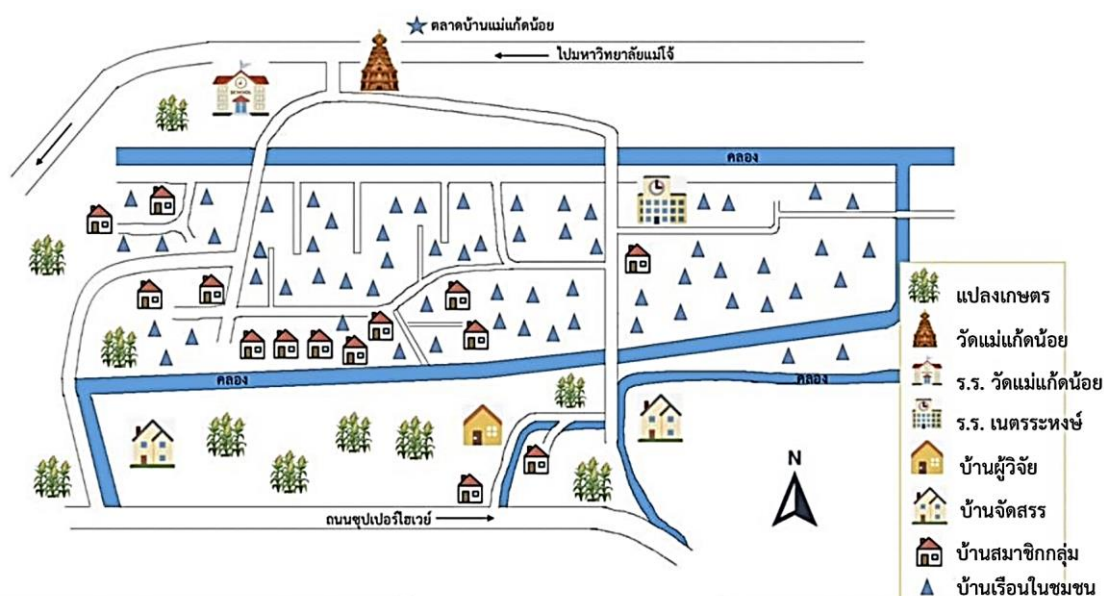 ตลาดบ้านแม่แก้ดน้อย
ไปมหาวิทยาลัยแม่โจ้
SCHOOL
คลอง
คลอง
คลอง
ถนนซุปเปอร์ไฮเวย์
N
แปลงเกษตร
วัดแม่แก้ดน้อย
ร.ร. วัดแม่แก้ดน้อย
ร.ร. เนตรระหงษ์
บ้านผู้วิจัย
บ้านจัดสรร
บ้านสมาชิกกลุ่ม
บ้านเรือนในชุมชน